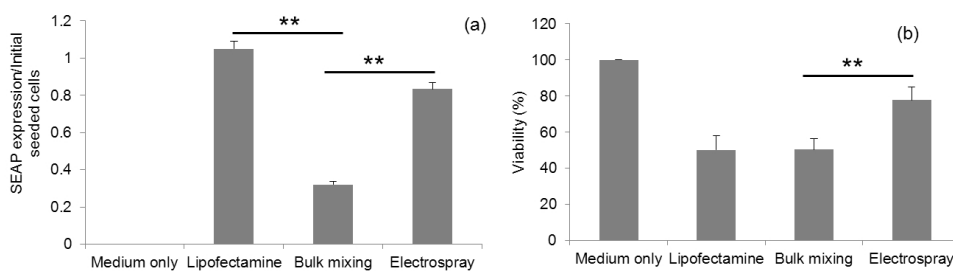 (a)
**
**
1.2
1
0.8
0.6
0.4
0.2
0
SEAP expression/Initial
seeded cells
Medium only Lipofectamine Bulk mixing Electrospray
(b)
**
120
100
80
60
40
20
0
Viability (%)
Medium only Lipofectamine Bulk mixing Electrospray